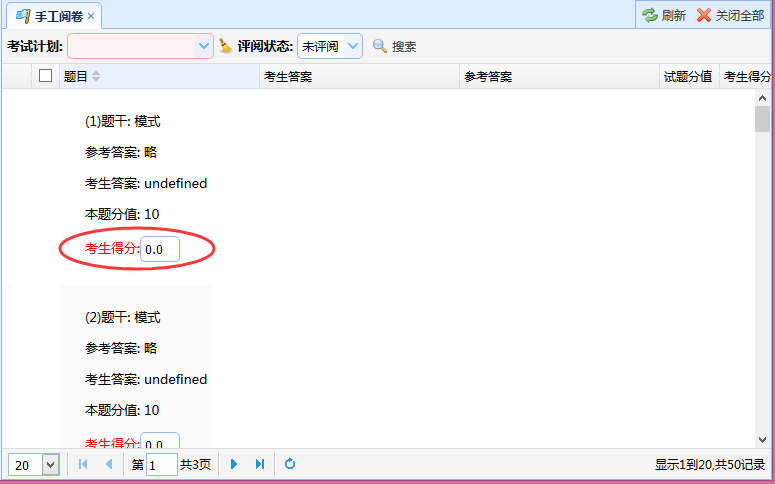 手工阅卷
刷新 关闭全部
考试计划: 评阅状态: 未评阅 搜索
题目 考生答案 参考答案 试题分值 考生得分
(1)题干: 模式
参考答案: 略
考生答案: undefined
本题分值: 10
考生得分: 0.0
(2)题干: 模式
参考答案: 略
考生答案: undefined
本题分值: 10
考生得分: 0.0
20 第 1 共3页 显示1到20,共50记录